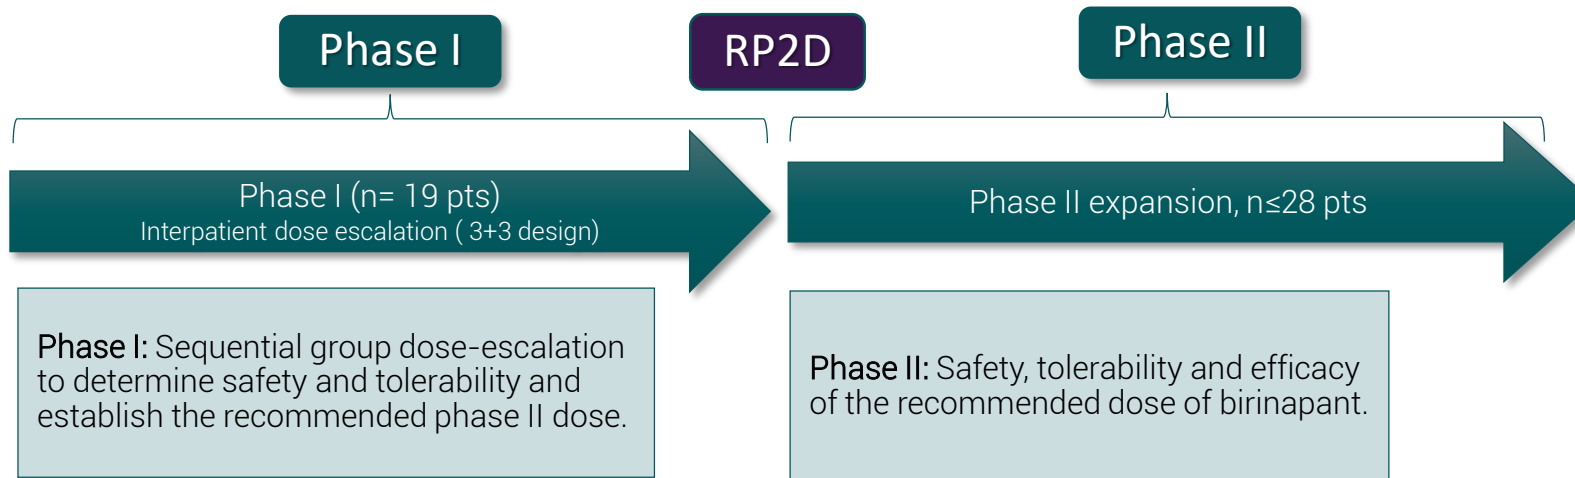 Phase I
RP2D
Phase II
Phase I (n= 19 pts)
Interpatient dose escalation ( 3+3 design)
Phase II expansion, n≤28 pts
Phase I: Sequential group dose-escalation
to determine safety and tolerability and
establish the recommended phase II dose.
Phase II: Safety, tolerability and efficacy
of the recommended dose of birinapant.